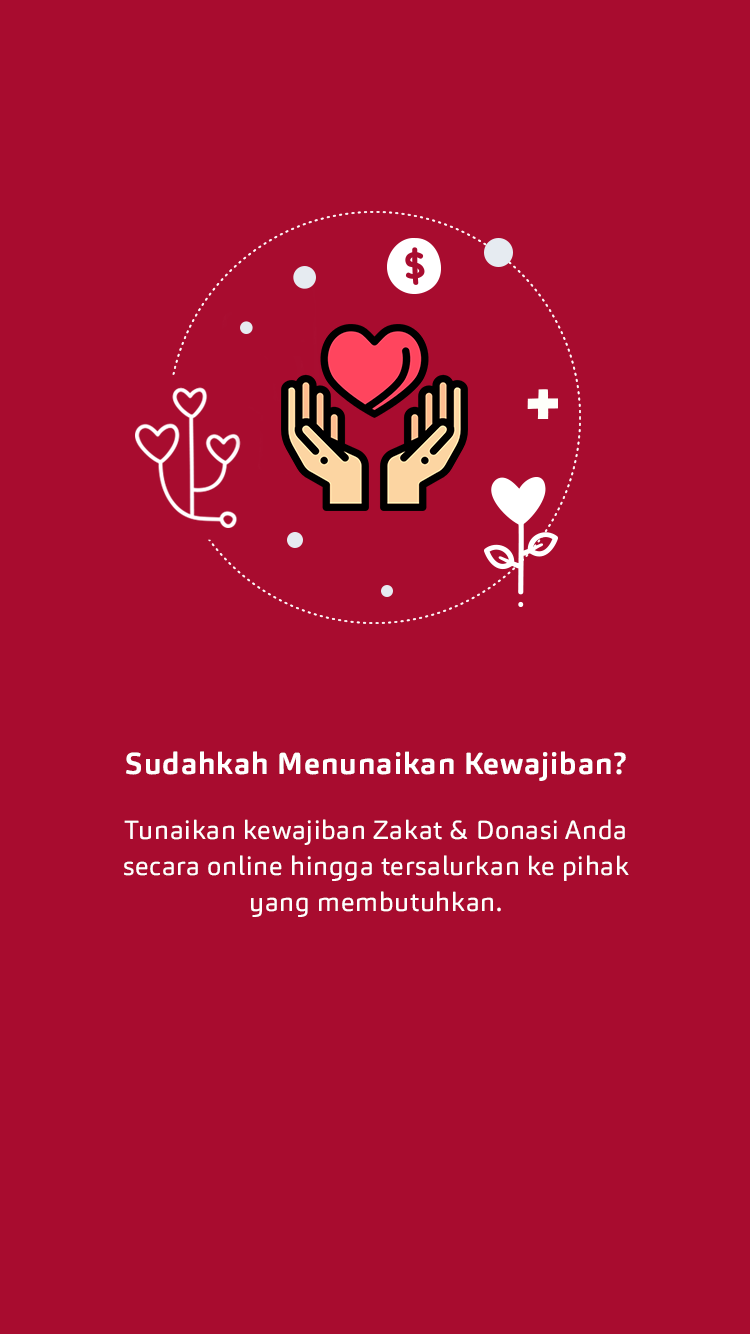 $
Sudahkah Menunaikan Kewajiban?
Tunaikan kewajiban Zakat & Donasi Anda
secara online hingga tersalurkan ke pihak
yang membutuhkan.